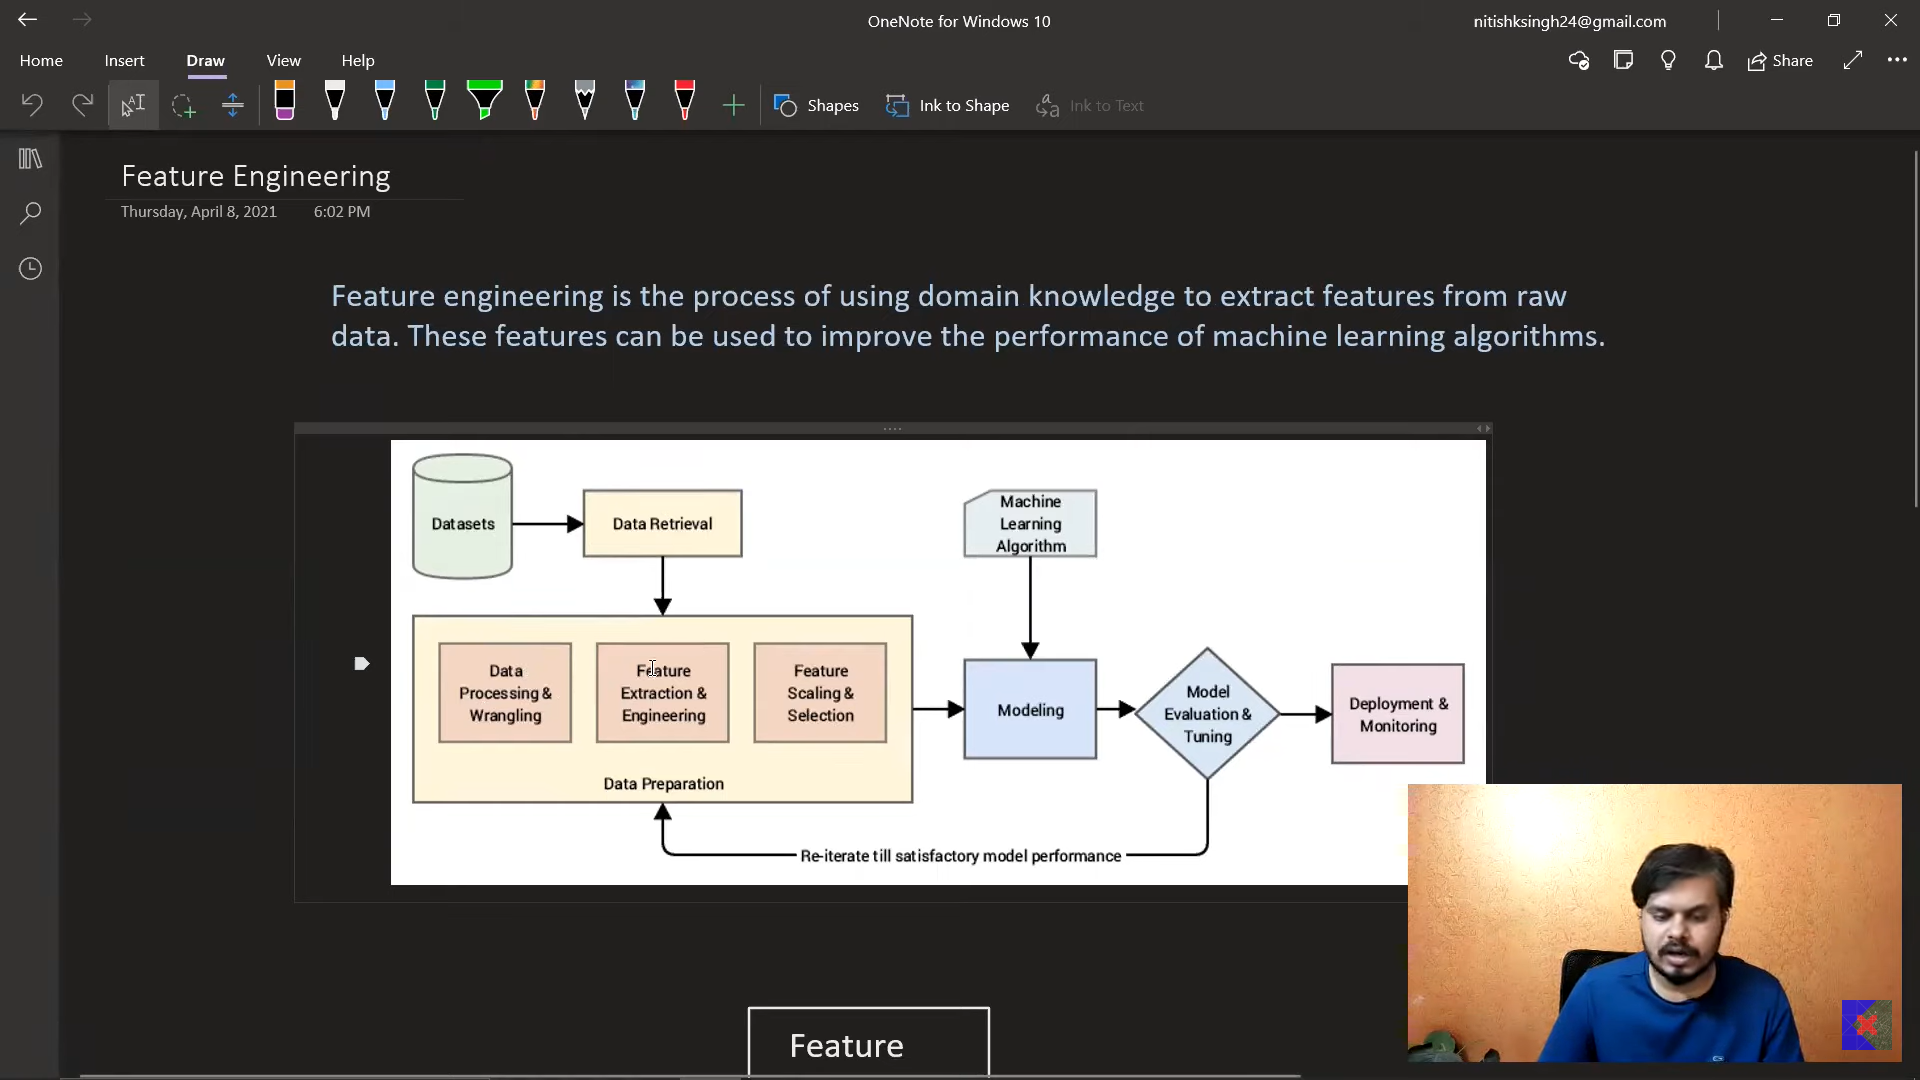 OneNote for Windows 10
nitishksingh24@gmail.com
Home
Insert
Draw
View
Help
Share
Shapes
Ink to Shape
Ink to Text
Feature Engineering
Thursday, April 8, 2021
6:02 PM
Feature engineering is the process of using domain knowledge to extract features from raw
data. These features can be used to improve the performance of machine learning algorithms.
Datasets
Data Retrieval
Machine
Learning
Algorithm
Data
Processing &
Wrangling
Feature
Extraction &
Engineering
Feature
Scaling &
Selection
Data Preparation
Modeling
Model
Evaluation &
Tuning
Deployment &
Monitoring
Re-iterate till satisfactory model performance
Feature